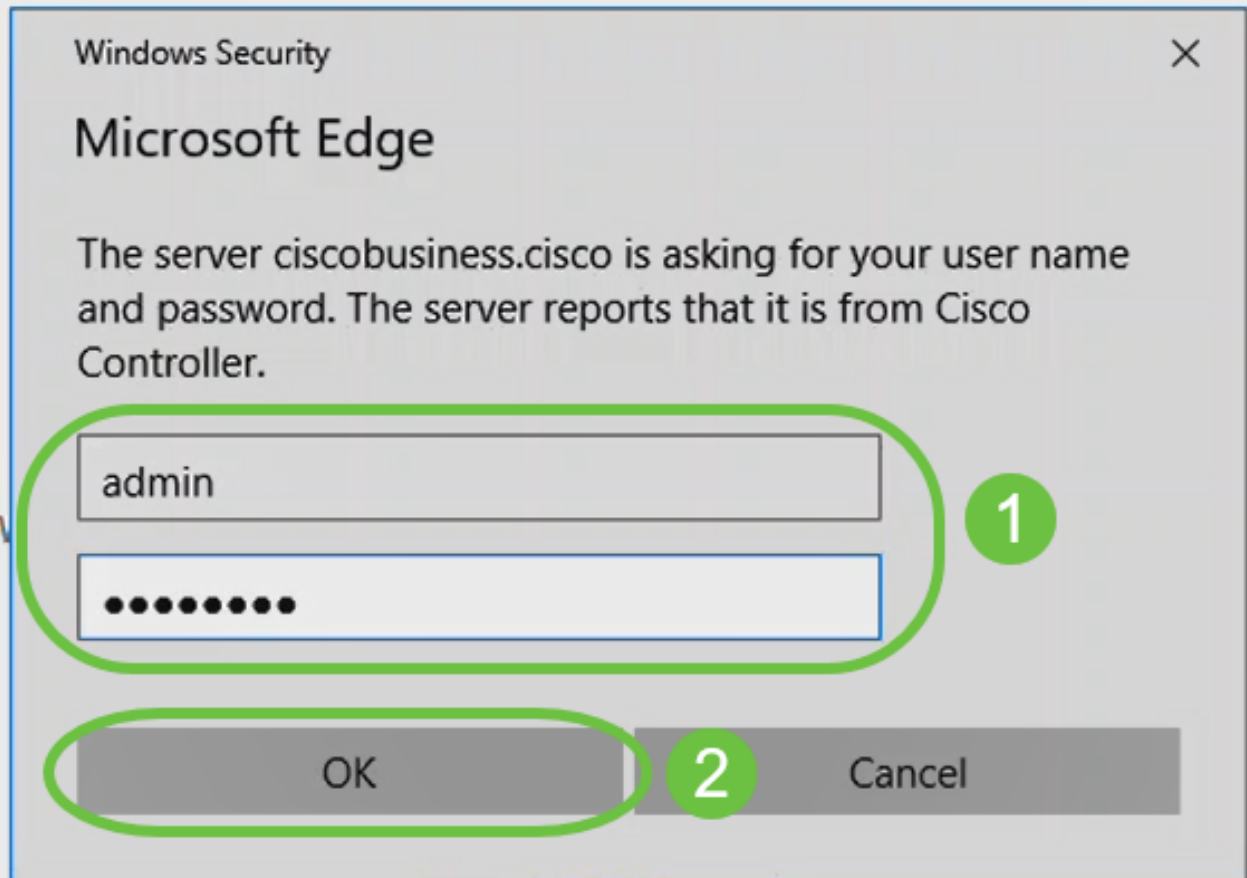 Windows Security
Microsoft Edge
The server ciscobusiness.cisco is asking for your user name
and password. The server reports that it is from Cisco
Controller.
admin
••••••••
1
OK
2
Cancel